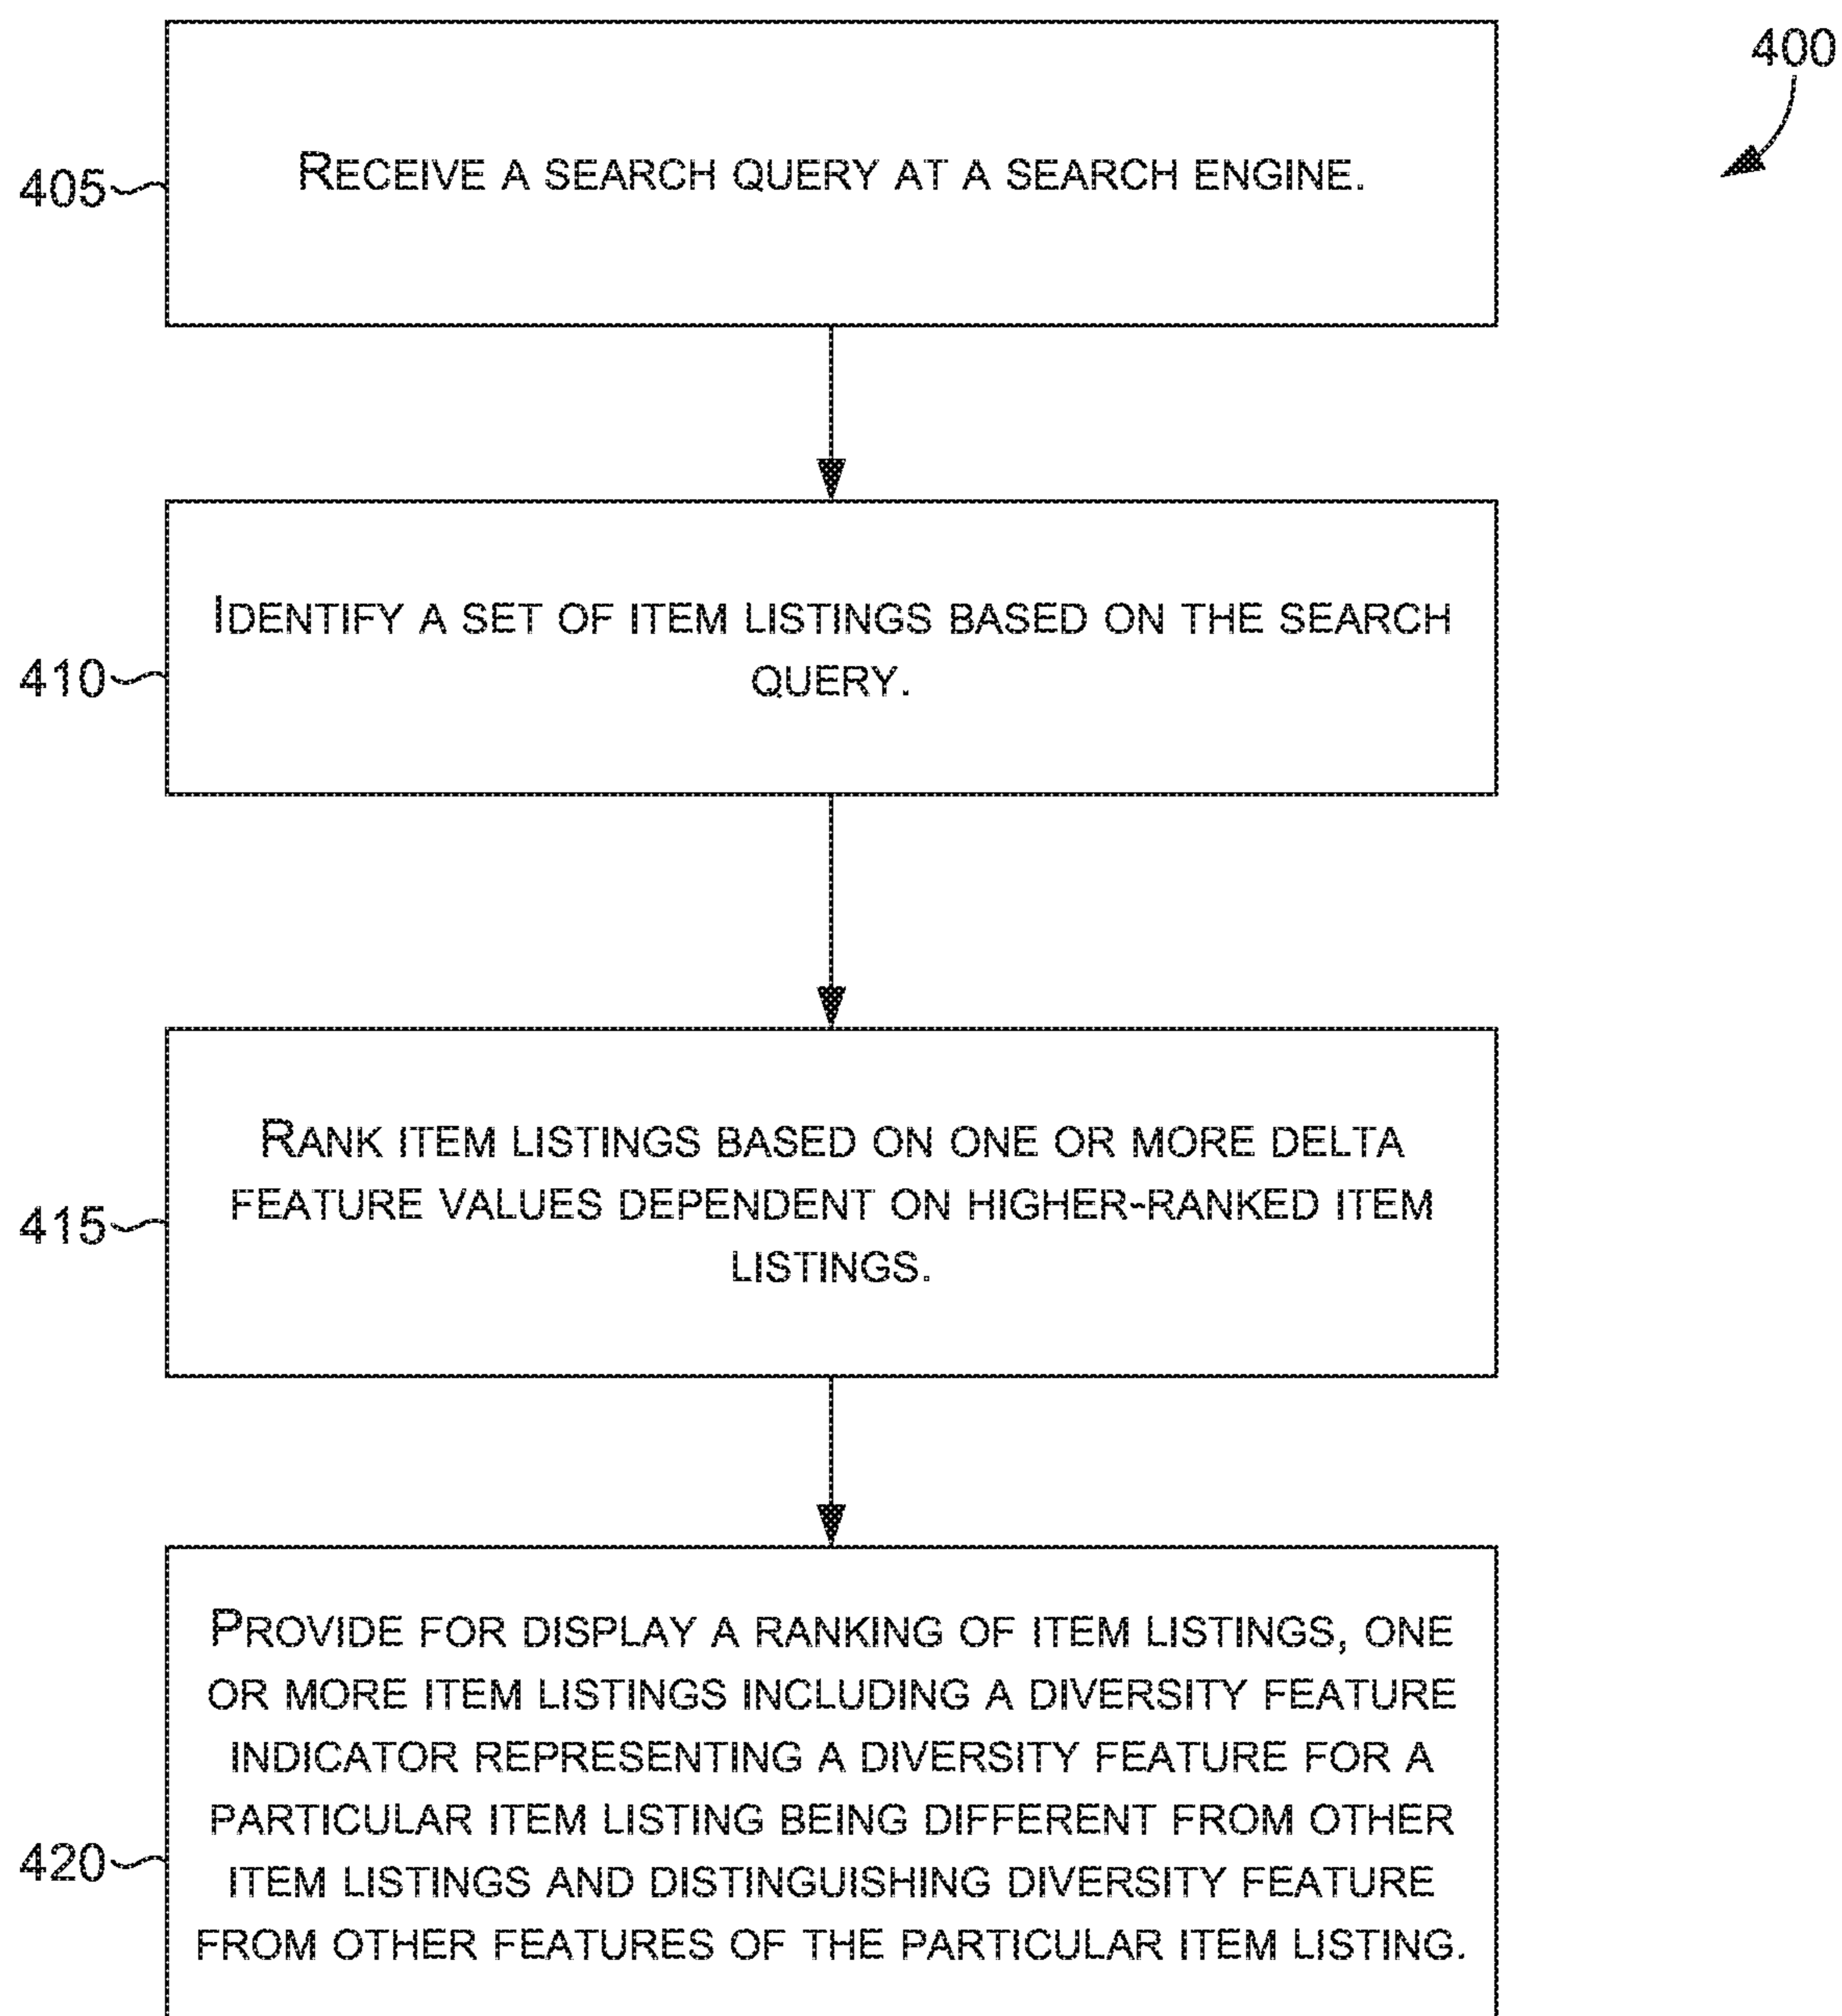 400
405
RECEIVE A SEARCH QUERY AT A SEARCH ENGINE.
410
IDENTIFY A SET OF ITEM LISTINGS BASED ON THE SEARCH
QUERY.
415
RANK ITEM LISTINGS BASED ON ONE OR MORE DELTA
FEATURE VALUES DEPENDENT ON HIGHER-RANKED ITEM
LISTINGS.
420
PROVIDE FOR DISPLAY A RANKING OF ITEM LISTINGS, ONE
OR MORE ITEM LISTINGS INCLUDING A DIVERSITY FEATURE
INDICATOR REPRESENTING A DIVERSITY FEATURE FOR A
PARTICULAR ITEM LISTING BEING DIFFERENT FROM OTHER
ITEM LISTINGS AND DISTINGUISHING DIVERSITY FEATURE
FROM OTHER FEATURES OF THE PARTICULAR ITEM LISTING.